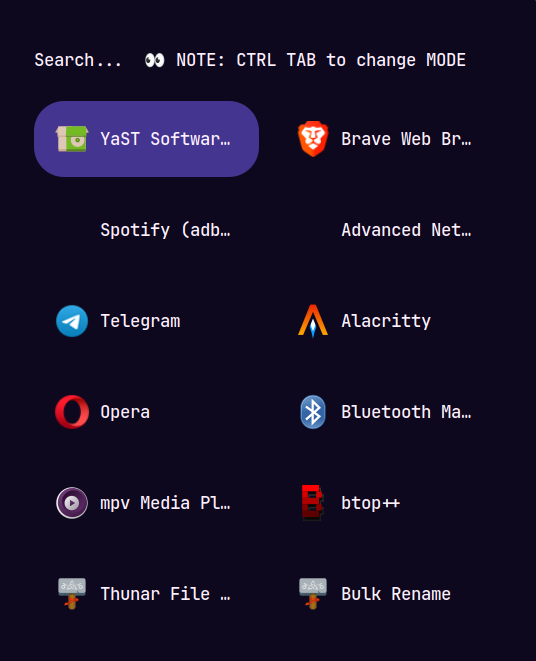 Search... 👀 NOTE: CTRL TAB to change MODE
YaST Softwar… Brave Web Br…
Spotify (adb… Advanced Net…
Telegram Alacritty
Opera Bluetooth Ma…
mpv Media Pl… btop++
Thunar File … Bulk Rename